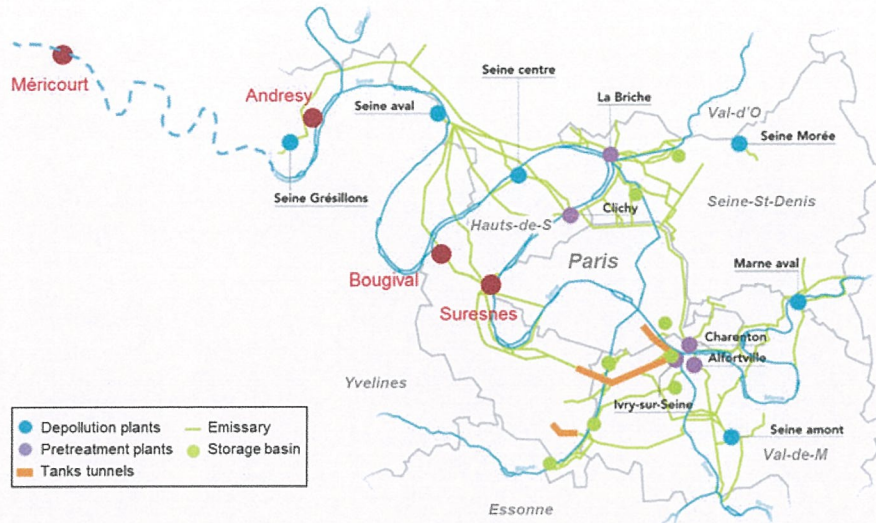 Méricourt
Andresy
Seine aval
Seine centre
La Briche
Val-d'O
Seine Morée
Seine Grésillons
Clichy
Hauts-de-S
Seine-St-Denis
Paris
Bougival
Suresnes
Marne aval
Charenton
Alfortville
Yvelines
Ivry-sur-Seine
Seine amont
Val-de-M
Essonne
Depollution plants
Emissary
Pretreatment plants
Storage basin
Tanks tunnels